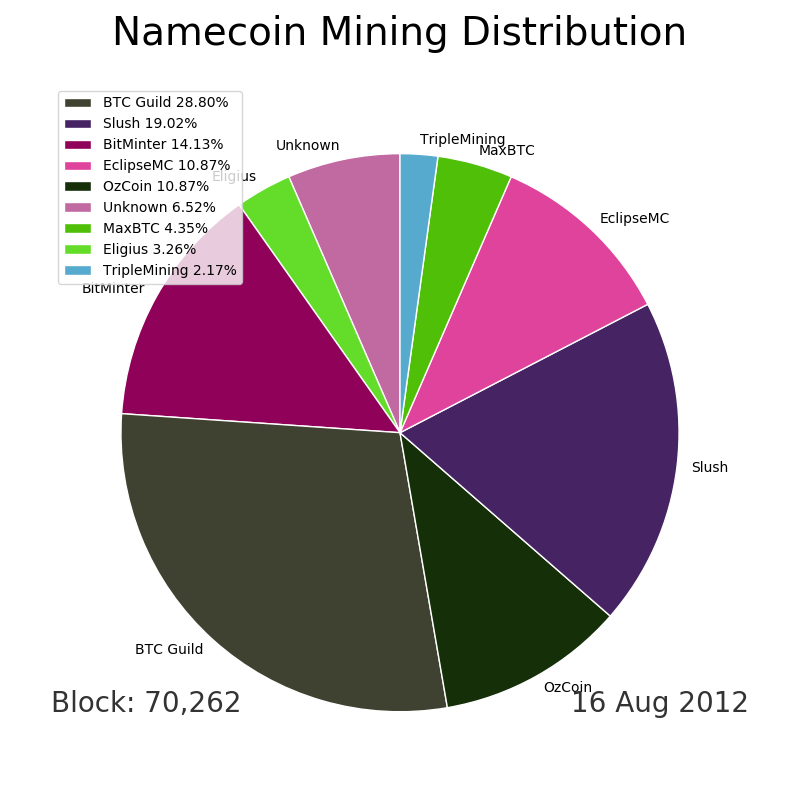 Namecoin Mining Distribution
BTC Guild 28.80%
Slush 19.02%
BitMinter 14.13%
EclipseMC 10.87%
OzCoin 10.87%
Unknown 6.52%
MaxBTC 4.35%
Eligius 3.26%
TripleMining 2.17%
TripleMining
MaxBTC
Unknown
Eligius
EclipseMC
BitMinter
Slush
BTC Guild
OzCoin
Block: 70,262
16 Aug 2012